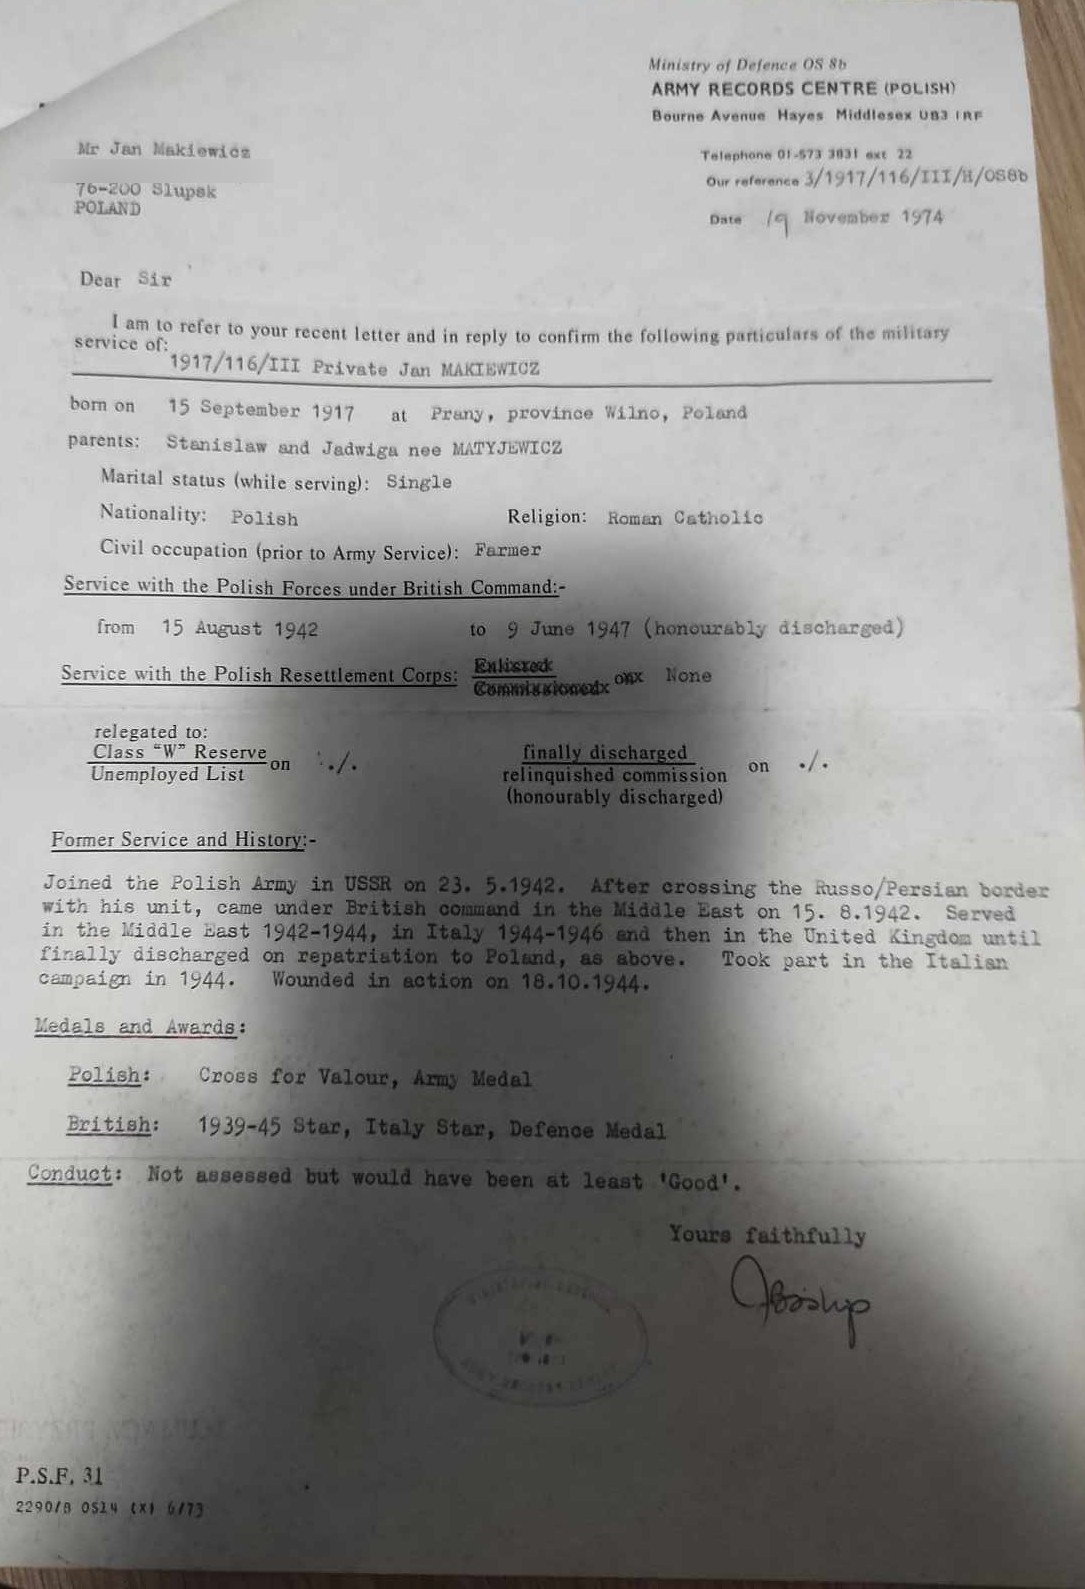 Ministry of Defence OS 8b
ARMY RECORDS CENTRE (POLISH)
Bourne Avenue Hayes Middlesex UB3 1RF
Mr Jan Makiewicz
76-200 Slupsk
POLAND
Telephone 01-573 3831 ext 22
Our reference 3/1917/116/III/H/OS8b
Date 19 November 1974
Dear Sir
I am to refer to your recent letter and in reply to confirm the following particulars of the military
service of:
1917/116/III Private Jan MAKIEWICZ
born on 15 September 1917 at Prany, province Wilno, Poland
parents: Stanislaw and Jadwiga nee MATYJEWICZ
Marital status (while serving): Single
Nationality: Polish Religion: Roman Catholic
Civil occupation (prior to Army Service): Farmer
Service with the Polish Forces under British Command:-
from 15 August 1942 to 9 June 1947 (honourably discharged)
Service with the Polish Resettlement Corps: Enlisted
Commissioned on None
relegated to:
Class "W" Reserve
Unemployed List on ./.
finally discharged
relinquished commission on ./.
(honourably discharged)
Former Service and History:-
Joined the Polish Army in USSR on 23. 5.1942. After crossing the Russo/Persian border
with his unit, came under British command in the Middle East on 15. 8.1942. Served
in the Middle East 1942-1944, in Italy 1944-1946 and then in the United Kingdom until
finally discharged on repatriation to Poland, as above. Took part in the Italian
campaign in 1944. Wounded in action on 18.10.1944.
Medals and Awards:
Polish: Cross for Valour, Army Medal
British: 1939-45 Star, Italy Star, Defence Medal
Conduct: Not assessed but would have been at least 'Good'.
Yours faithfully
JBiship
P.S.F. 31
2290/B OS14 (X) 6/73